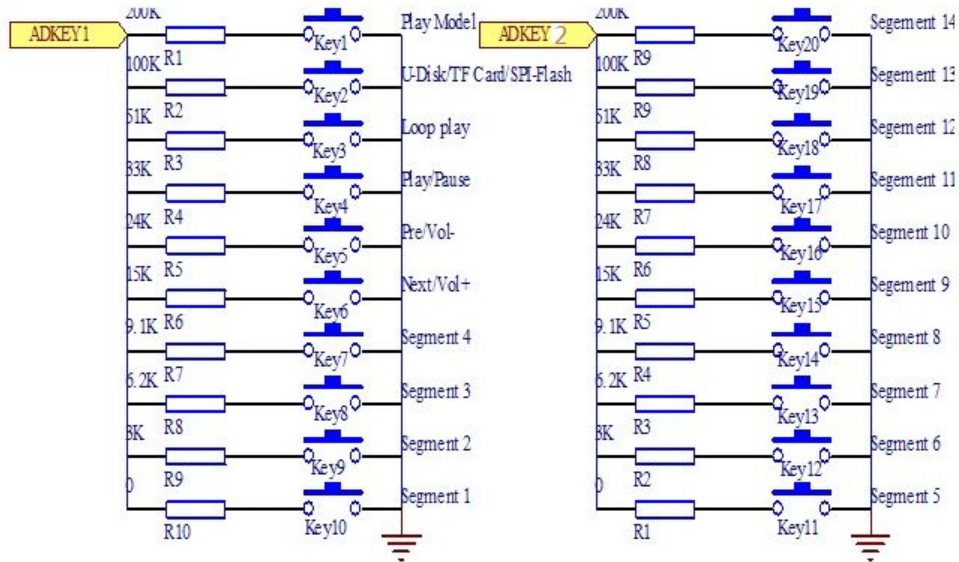 ADKEY1
200K
R1
Key1
Play Model
100K
R2
Key2
U-Disk/TF Card/SPI-Flash
51K
R3
Key3
Loop play
33K
R4
Key4
Play/Pause
24K
R5
Key5
Pre/Vol-
15K
R6
Key6
Next/Vol+
9.1K
R7
Key7
Segment 4
6.2K
R8
Key8
Segment 3
3K
R9
Key9
Segment 2
0
R10
Key10
Segment 1
ADKEY 2
200K
R9
Key20
Segement 14
100K
R9
Key19
Segement 13
51K
R8
Key18
Segement 12
33K
R7
Key17
Segement 11
24K
R6
Key16
Segment 10
15K
R5
Key15
Segement 9
9.1K
R4
Key14
Segment 8
6.2K
R3
Key13
Segment 7
3K
R2
Key12
Segment 6
0
R1
Key11
Segment 5